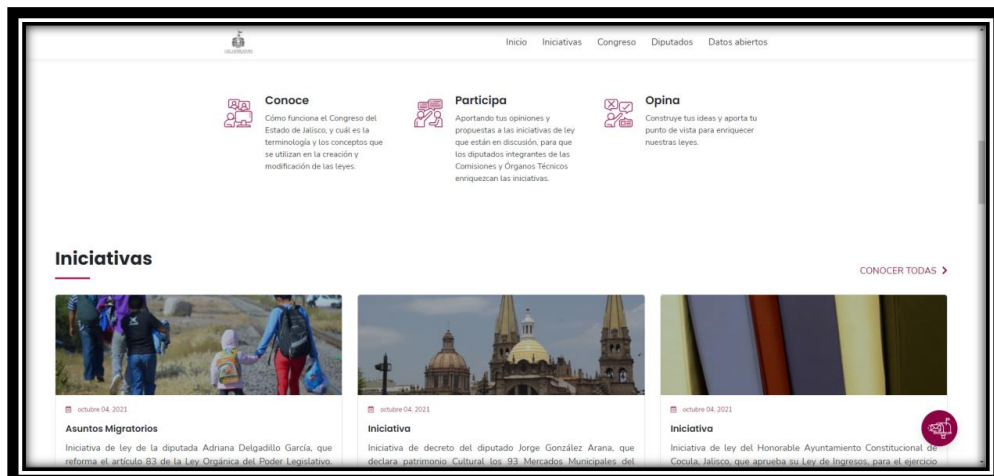 Inicio Iniciativas Congreso Diputados Datos abiertos
Conoce
Cómo funciona el Congreso del
Estado de Jalisco, y cuál es la
terminología y los conceptos que
se utilizan en la creación y
modificación de las leyes.
Participa
Aportando tus opiniones y
propuestas a las iniciativas de ley
que están en discusión, para que
los diputados integrantes de las
Comisiones y Órganos Técnicos
enriquezcan las iniciativas.
Opina
Construye tus ideas y aporta tu
punto de vista para enriquecer
nuestras leyes.
Iniciativas
CONOCER TODAS
octubre 04, 2021
Asuntos Migratorios
Iniciativa de ley de la diputada Adriana Delgadillo García, que
reforma el artículo 83 de la Ley Orgánica del Poder Legislativo.
octubre 04, 2021
Iniciativa
Iniciativa de decreto del diputado Jorge González Arana, que
declara patrimonio Cultural los 93 Mercados Municipales del
octubre 04, 2021
Iniciativa
Iniciativa de ley del Honorable Ayuntamiento Constitucional de
Cocula, Jalisco, que aprueba su Ley de Ingresos, para el ejercicio